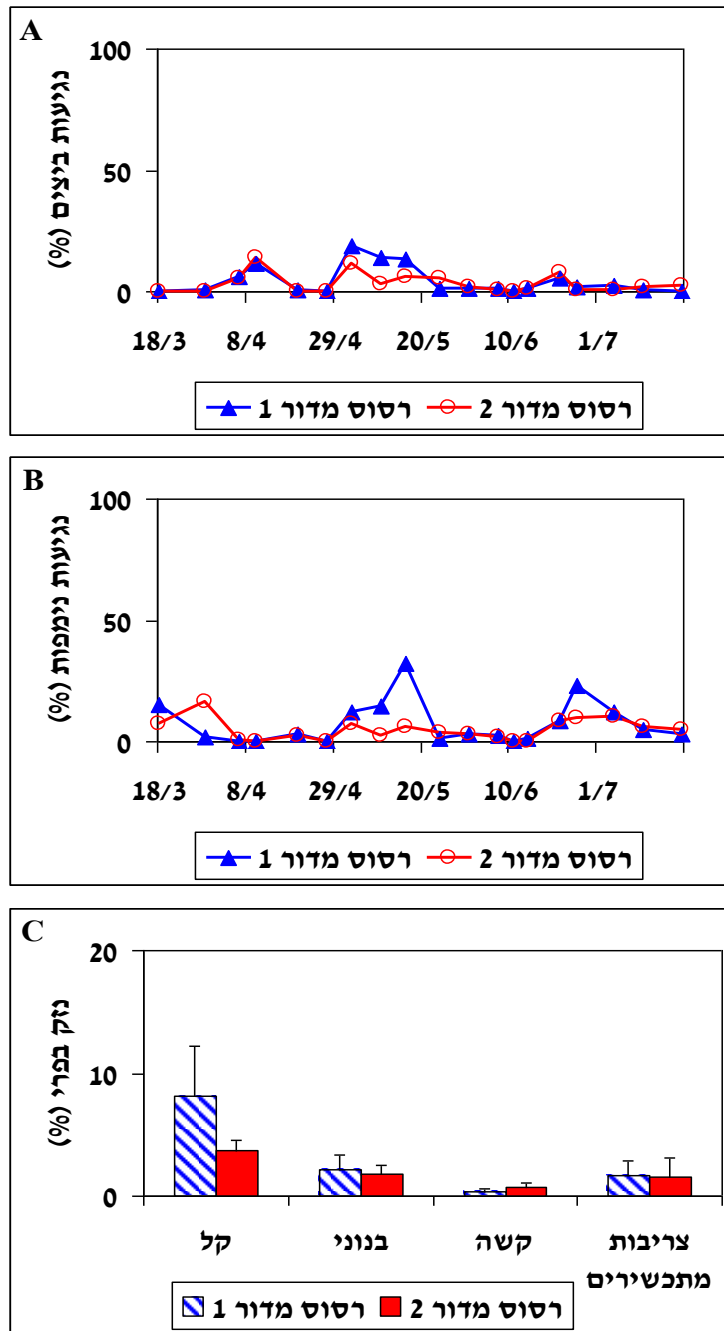 A
נגיעות ביצים (%)
100
50
0
18/3 8/4 29/4 20/5 10/6 1/7
רסוס מדור 1 רסוס מדור 2
B
נגיעות נימפות (%)
100
50
0
18/3 8/4 29/4 20/5 10/6 1/7
רסוס מדור 1 רסוס מדור 2
C
נזק בפרי (%)
20
10
0
קל בנוני קשה צריבות
מתכשירים
רסוס מדור 1 רסוס מדור 2